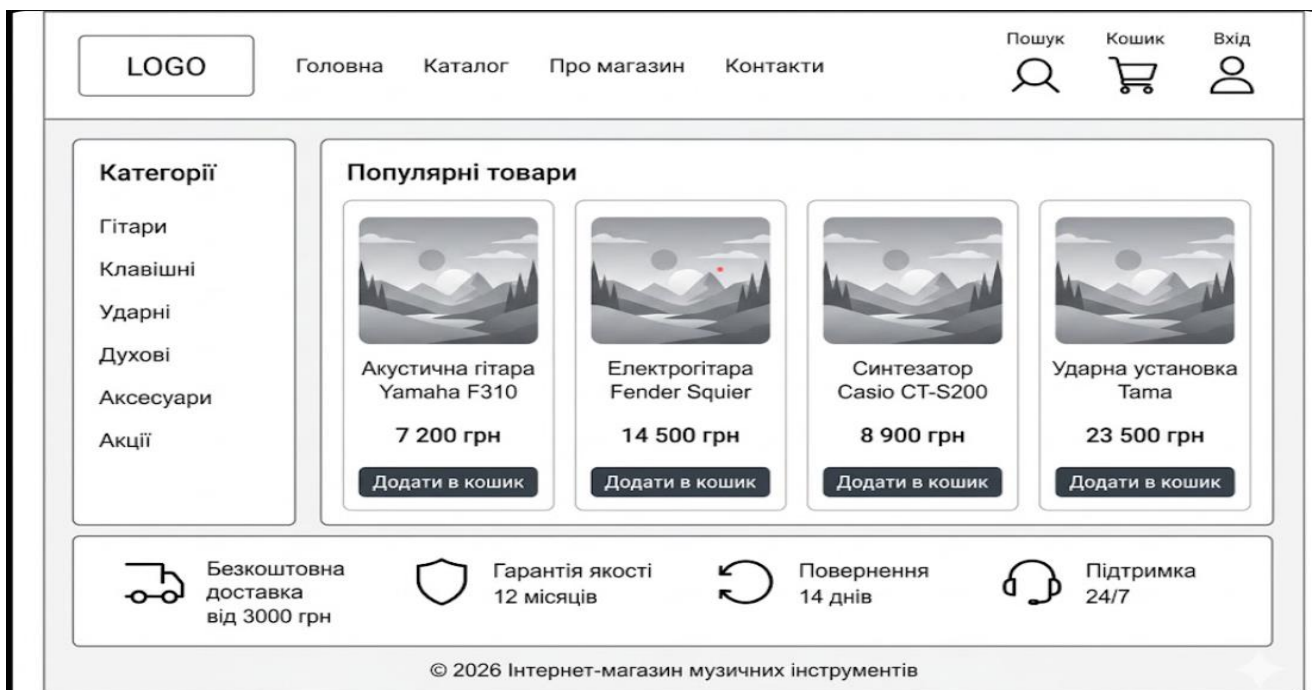 LOGO
Головна Каталог Про магазин Контакти
Пошук Кошик Вхід
Категорії
Гітари
Клавішні
Ударні
Духові
Аксесуари
Акції
Популярні товари
Акустична гітара
Yamaha F310
7 200 грн
Додати в кошик
Електрогітара
Fender Squier
14 500 грн
Додати в кошик
Синтезатор
Casio CT-S200
8 900 грн
Додати в кошик
Ударна установка
Tama
23 500 грн
Додати в кошик
Безкоштовна
доставка
від 3000 грн
Гарантія якості
12 місяців
Повернення
14 днів
Підтримка
24/7
© 2026 Інтернет-магазин музичних інструментів